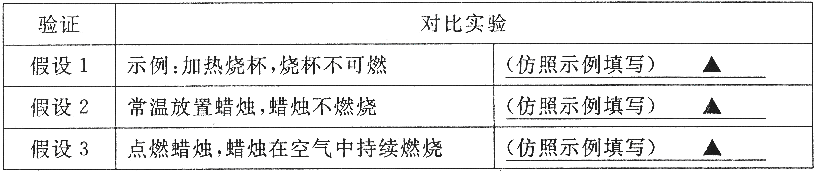 验证 对比实验
假设1 示例:加热烧杯,烧杯不可燃 (仿照示例填写) ▲
假设2 常温放置蜡烛,蜡烛不燃烧 (仿照示例填写) ▲
假设3 点燃蜡烛,蜡烛在空气中持续燃烧 (仿照示例填写) ▲